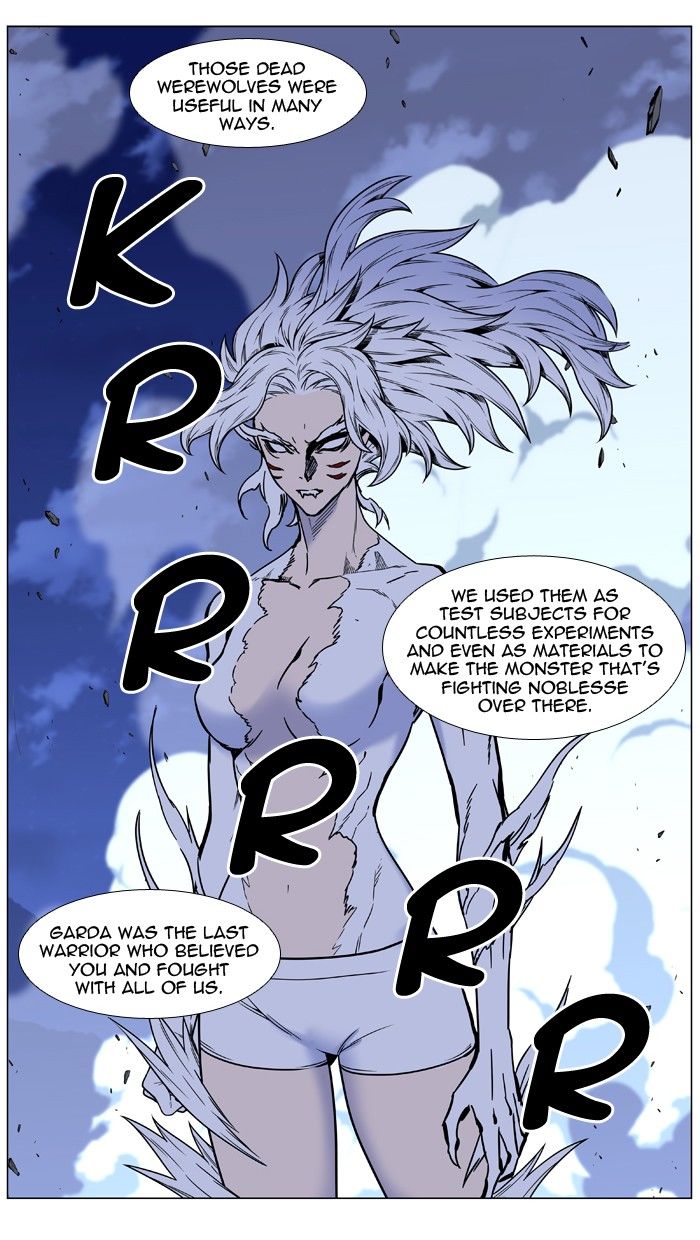 THOSE DEAD
WEREWOLVES WERE
USEFUL IN MANY
WAYS.
K
R
R
R
R
R
WE USED THEM AS
TEST SUBJECTS FOR
COUNTLESS EXPERIMENTS
AND EVEN AS MATERIALS TO
MAKE THE MONSTER THAT'S
FIGHTING NOBLESSE
OVER THERE.
GARDA WAS THE LAST
WARRIOR WHO BELIEVED
YOU AND FOUGHT
WITH ALL OF US.